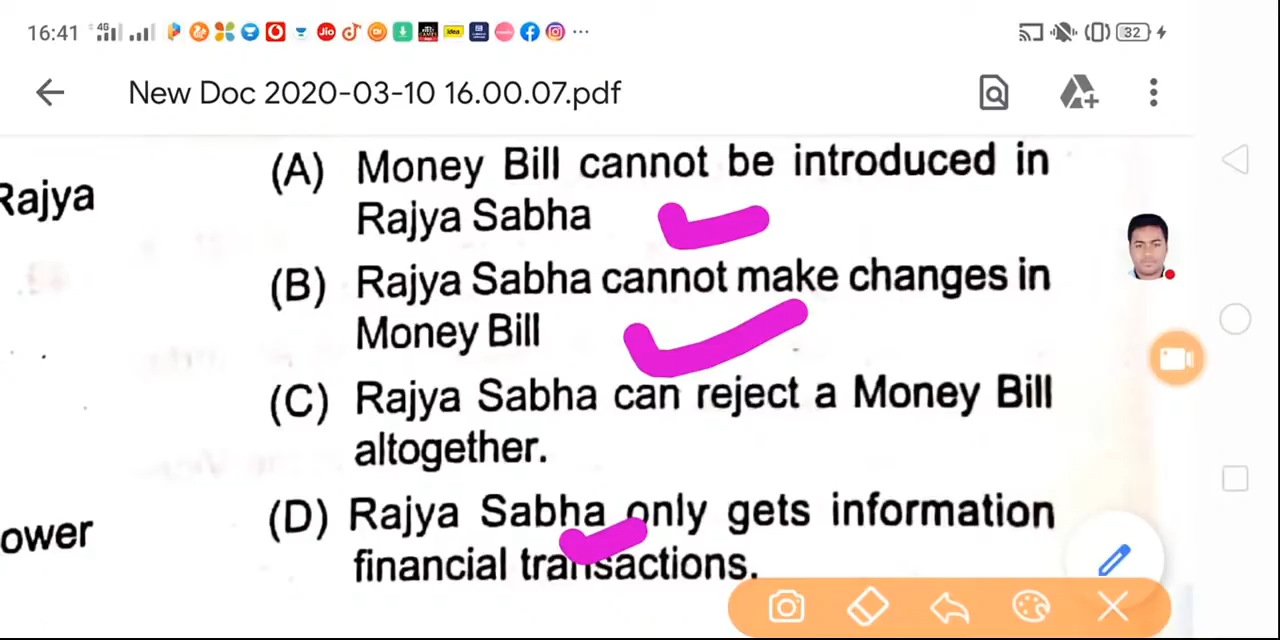 16:41 4G 32
New Doc 2020-03-10 16.00.07.pdf
Rajya
(A) Money Bill cannot be introduced in
Rajya Sabha
(B) Rajya Sabha cannot make changes in
Money Bill
(C) Rajya Sabha can reject a Money Bill
altogether.
ower
(D) Rajya Sabha only gets information
financial transactions.